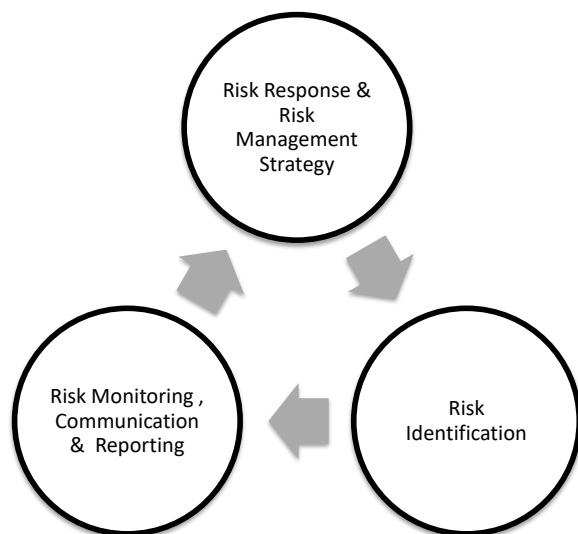 Risk Response &
Risk
Management
Strategy
Risk Monitoring ,
Communication
& Reporting
Risk
Identification